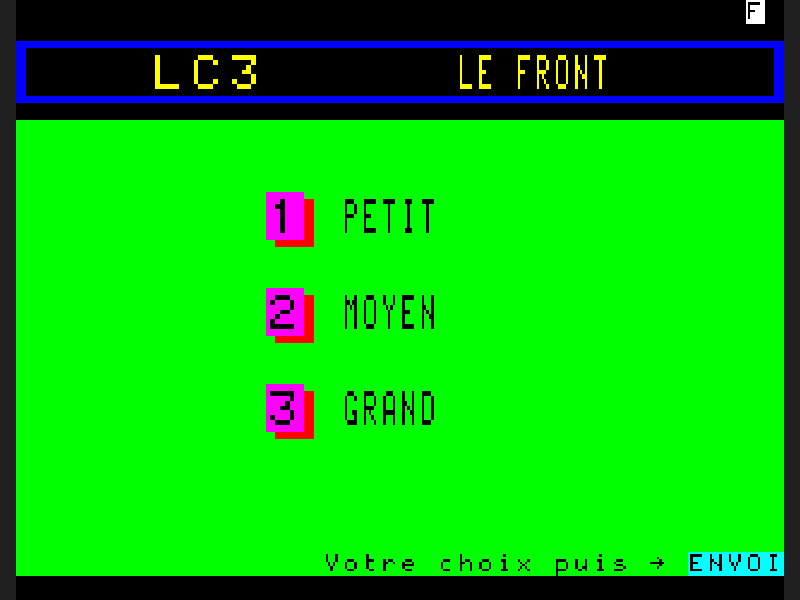 F
LC3 LE FRONT
1 PETIT
2 MOYEN
3 GRAND
Votre choix puis → ENVOI